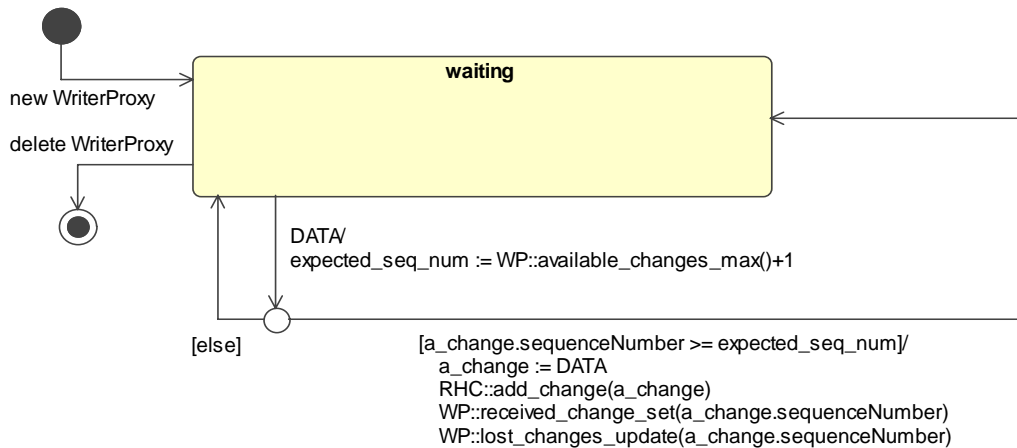 waiting
new WriterProxy
delete WriterProxy
DATA/
expected_seq_num := WP::available_changes_max()+1
[else]
[a_change.sequenceNumber >= expected_seq_num]/
a_change := DATA
RHC::add_change(a_change)
WP::received_change_set(a_change.sequenceNumber)
WP::lost_changes_update(a_change.sequenceNumber)